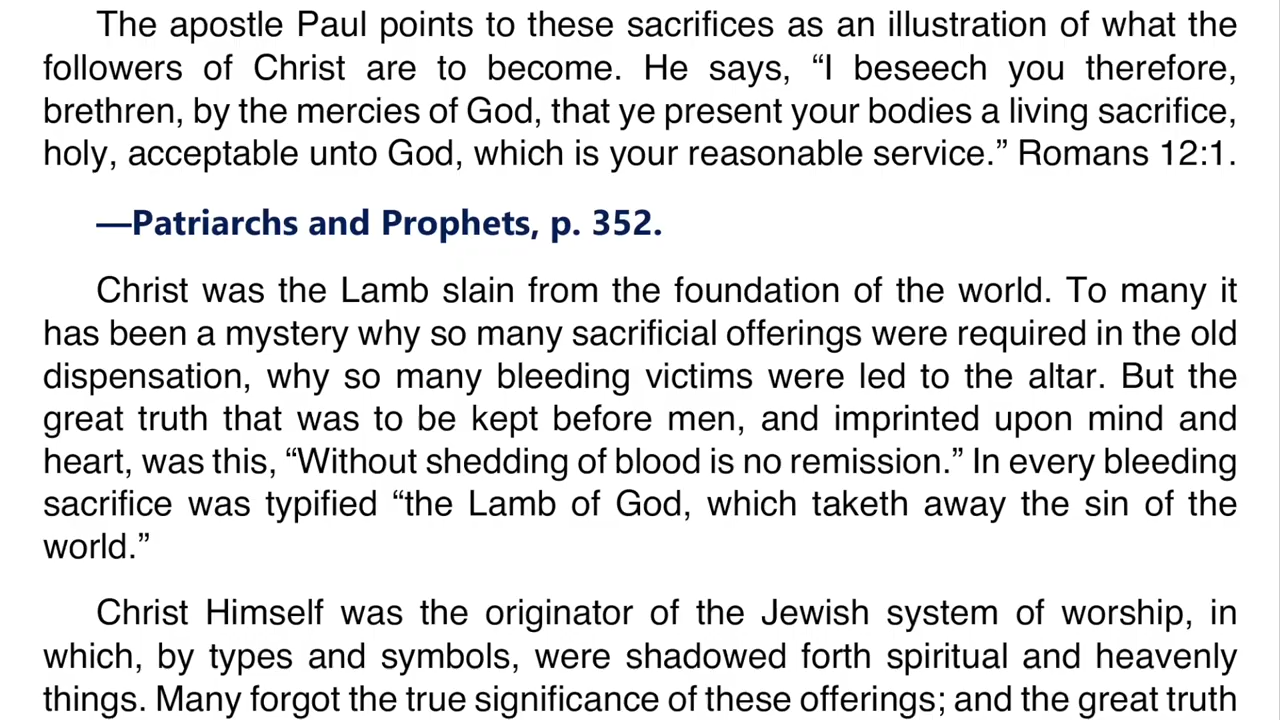 The apostle Paul points to these sacrifices as an illustration of what the
followers of Christ are to become. He says, “I beseech you therefore,
brethren, by the mercies of God, that ye present your bodies a living sacrifice,
holy, acceptable unto God, which is your reasonable service.” Romans 12:1.
—Patriarchs and Prophets, p. 352.
Christ was the Lamb slain from the foundation of the world. To many it
has been a mystery why so many sacrificial offerings were required in the old
dispensation, why so many bleeding victims were led to the altar. But the
great truth that was to be kept before men, and imprinted upon mind and
heart, was this, “Without shedding of blood is no remission.” In every bleeding
sacrifice was typified “the Lamb of God, which taketh away the sin of the
world.”
Christ Himself was the originator of the Jewish system of worship, in
which, by types and symbols, were shadowed forth spiritual and heavenly
things. Many forgot the true significance of these offerings; and the great truth